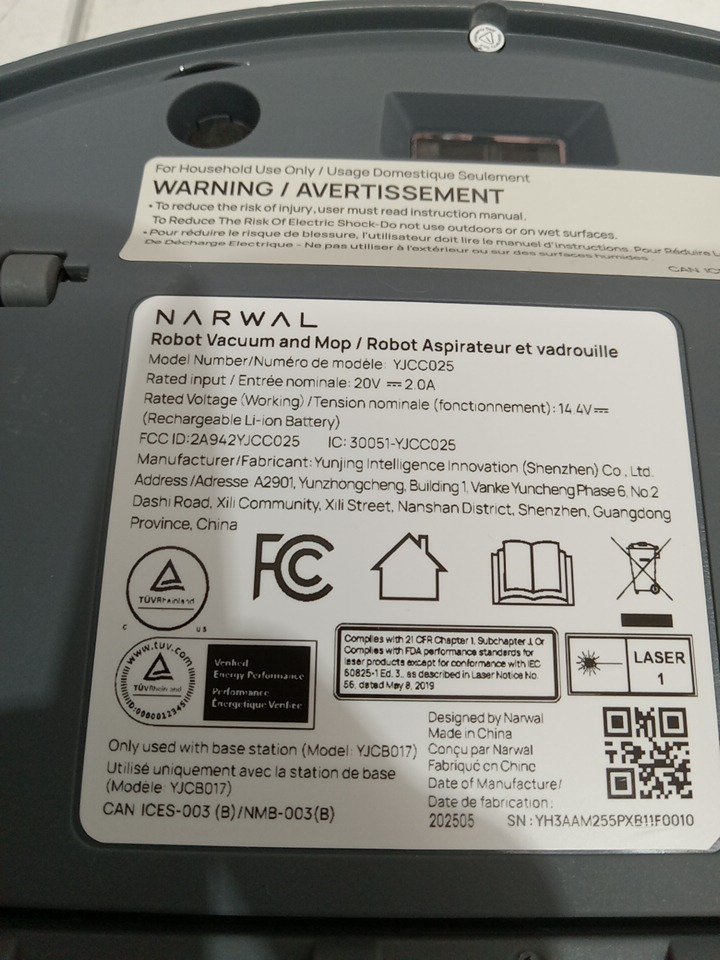 For Household Use Only / Usage Domestique Seulement
WARNING / AVERTISSEMENT
• To reduce the risk of injury, user must read instruction manual.
To Reduce The Risk Of Electric Shock-Do not use outdoors or on wet surfaces.
• Pour réduire le risque de blessure, l'utilisateur doit lire le manuel d'instructions. Pour Réduire L
De Décharge Electrique - Ne pas utiliser à l'extérieur ou sur des surfaces humides.
CAN IC
NARWAL
Robot Vacuum and Mop / Robot Aspirateur et vadrouille
Model Number/Numéro de modèle: YJCC025
Rated input / Entrée nominale: 20V ⎓ 2.0A
Rated Voltage (Working) /Tension nominale (fonctionnement): 14.4V⎓
(Rechargeable Li-ion Battery)
FCC ID:2A942YJCC025 IC: 30051-YJCC025
Manufacturer/Fabricant: Yunjing Intelligence Innovation (Shenzhen) Co., Ltd.
Address/Adresse A2901, Yunzhongcheng, Building 1, Vanke Yuncheng Phase 6, No 2
Dashi Road, Xili Community, Xili Street, Nanshan District, Shenzhen, Guangdong
Province, China
FC
TÜVRheinland
C US
www.tuv.com
TÜVRheinland
ID:0000012345
Verified
Energy Performance
Performance
Énergétique Vérifiée
Complies with 21 CFR Chapter 1, Subchapter J, Or
Complies with FDA performance standards for
laser products except for conformance with IEC
60825-1 Ed. 3., as described in Laser Notice No.
56, dated May 8, 2019
LASER
1
Only used with base station (Model: YJCB017)
Utilisé uniquement avec la station de base
(Modèle YJCB017)
CAN ICES-003 (B)/NMB-003(B)
Designed by Narwal
Made in China
Conçu par Narwal
Fabriqué en Chine
Date of Manufacture/
Date de fabrication:
202505 SN: YH3AAM255PXB11F0010